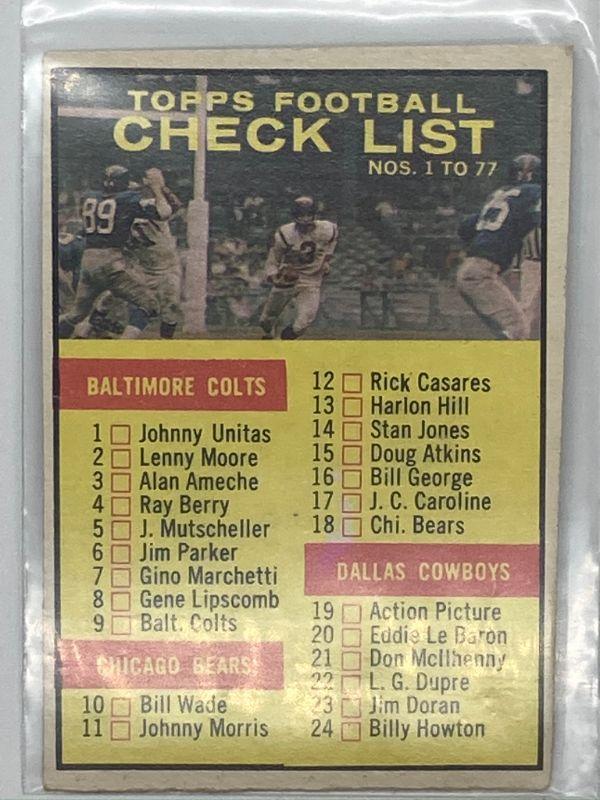 TOPPS FOOTBALL
CHECK LIST
NOS. 1 TO 77
89
3
25
BALTIMORE COLTS
1 Johnny Unitas
2 Lenny Moore
3 Alan Ameche
4 Ray Berry
5 J. Mutscheller
6 Jim Parker
7 Gino Marchetti
8 Gene Lipscomb
9 Balt. Colts
CHICAGO BEARS
10 Bill Wade
11 Johnny Morris
12 Rick Casares
13 Harlon Hill
14 Stan Jones
15 Doug Atkins
16 Bill George
17 J. C. Caroline
18 Chi. Bears
DALLAS COWBOYS
19 Action Picture
20 Eddie Le Baron
21 Don McIlhenny
22 L. G. Dupre
23 Jim Doran
24 Billy Howton